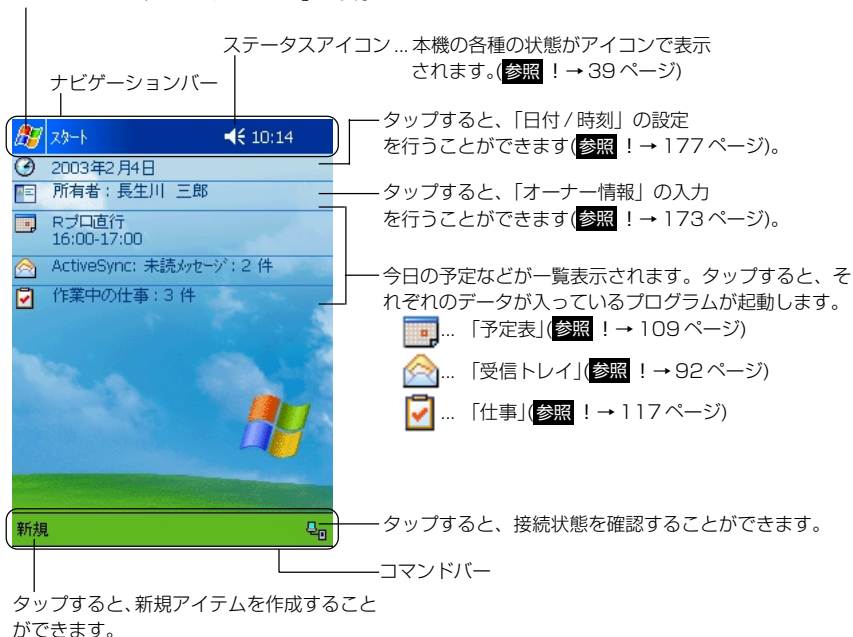 ステータスアイコン ... 本機の各種の状態がアイコンで表示
されます。(参照 ！→ 39 ページ)
ナビゲーションバー
スタート 10:14
タップすると、「日付 / 時刻」の設定
を行うことができます(参照 ！→ 177 ページ)。
2003年2月4日
所有者 : 長生川 三郎
タップすると、「オーナー情報」の入力
を行うことができます(参照 ！→ 173 ページ)。
Rプロ直行
16:00-17:00
ActiveSync: 未読ﾒｯｾｰｼﾞ : 2 件
作業中の仕事 : 3 件
今日の予定などが一覧表示されます。タップすると、そ
れぞれのデータが入っているプログラムが起動します。
... 「予定表」(参照 ！→ 109 ページ)
... 「受信トレイ」(参照 ！→ 92 ページ)
... 「仕事」(参照 ！→ 117 ページ)
新規
タップすると、接続状態を確認することができます。
コマンドバー
タップすると、新規アイテムを作成すること
ができます。